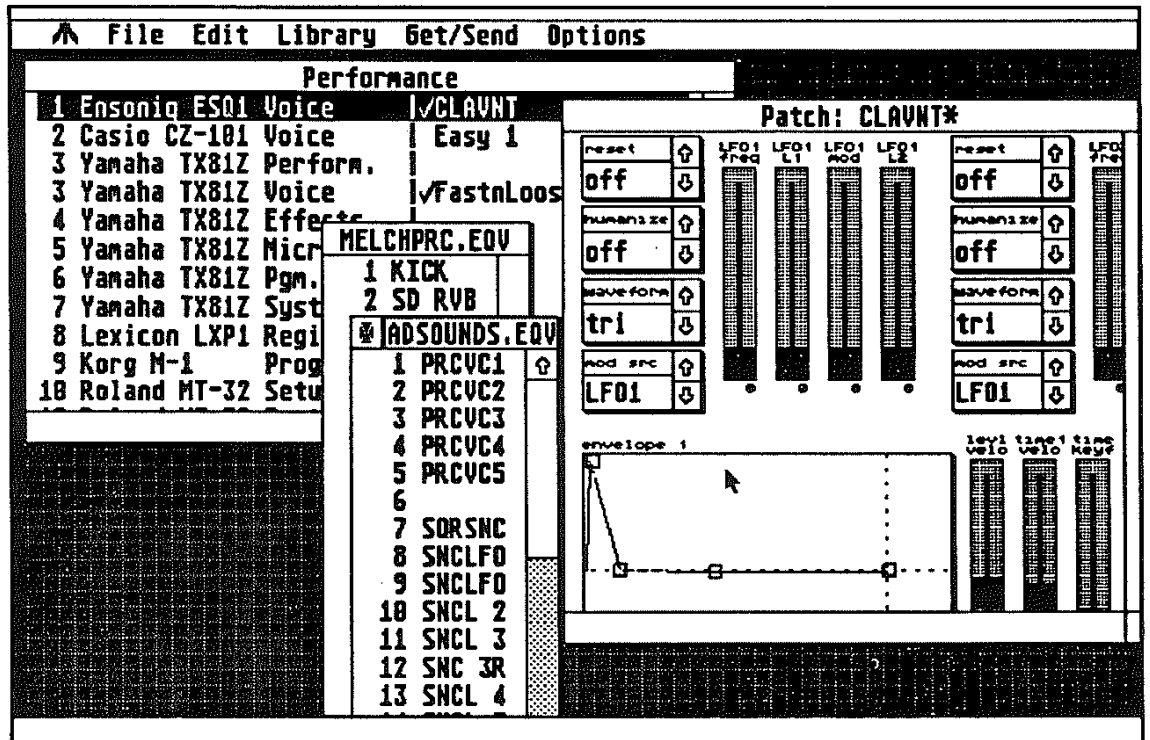 File Edit Library Get/Send Options
Performance
1 Ensoniq ESQ1 Voice |√CLAVNT
2 Casio CZ-101 Voice | Easy 1
3 Yamaha TX81Z Perform. |
3 Yamaha TX81Z Voice |√FastnLoos
4 Yamaha TX81Z Effects
5 Yamaha TX81Z Micr
6 Yamaha TX81Z Pgm.
7 Yamaha TX81Z Syst
8 Lexicon LXP1 Regi
9 Korg M-1 Prog
10 Roland MT-32 Setu
MELCHPRC.EQV
1 KICK
2 SD RVB
ADSOUNDS.EQV
1 PRCVC1
2 PRCVC2
3 PRCVC3
4 PRCVC4
5 PRCVC5
6
7 SQRSNC
8 SNCLFO
9 SNCLFO
10 SNCL 2
11 SNCL 3
12 SNC 3R
13 SNCL 4
Patch: CLAVNT*
reset
off
humanize
off
waveform
tri
mod src
LFO1
LFO1 freq
LFO1 L1
LFO1 mod
LFO1 L2
0 0 0 0
reset
off
humanize
off
waveform
tri
mod src
LFO1
envelope 1
levl velo
time1 velo
time key#